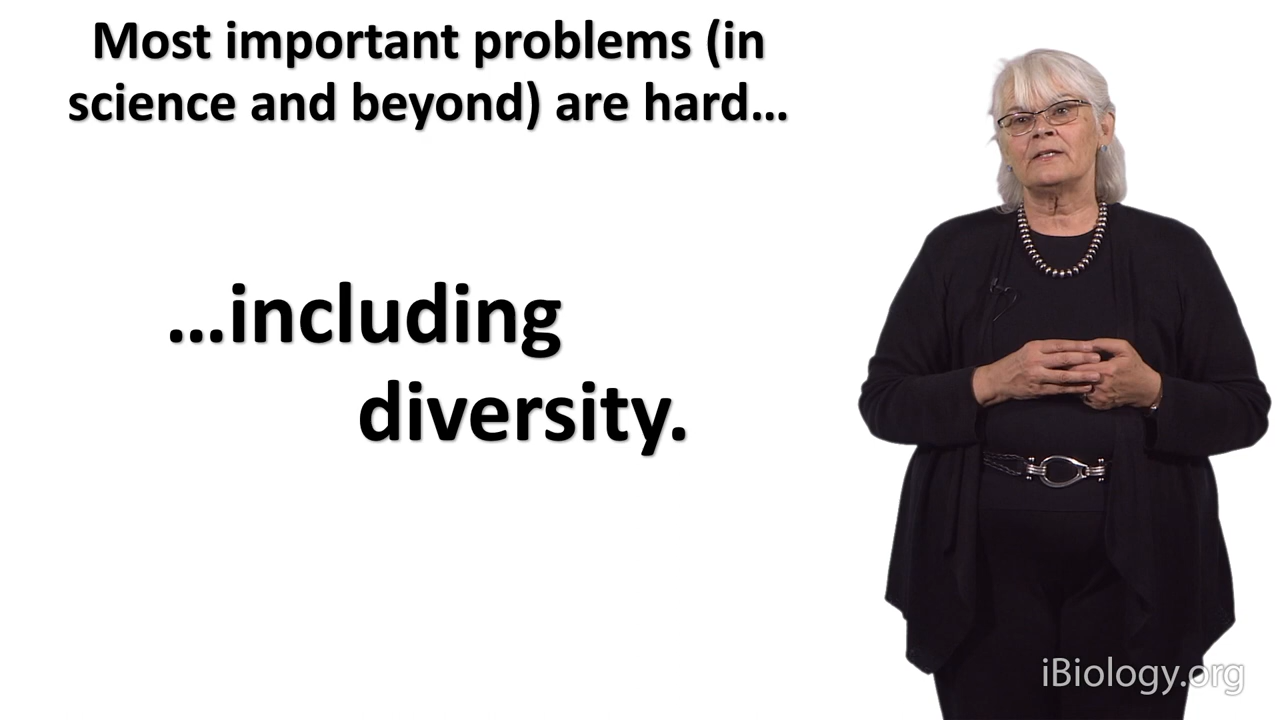 Most important problems (in
science and beyond) are hard...
...including
diversity.
iBiology.org